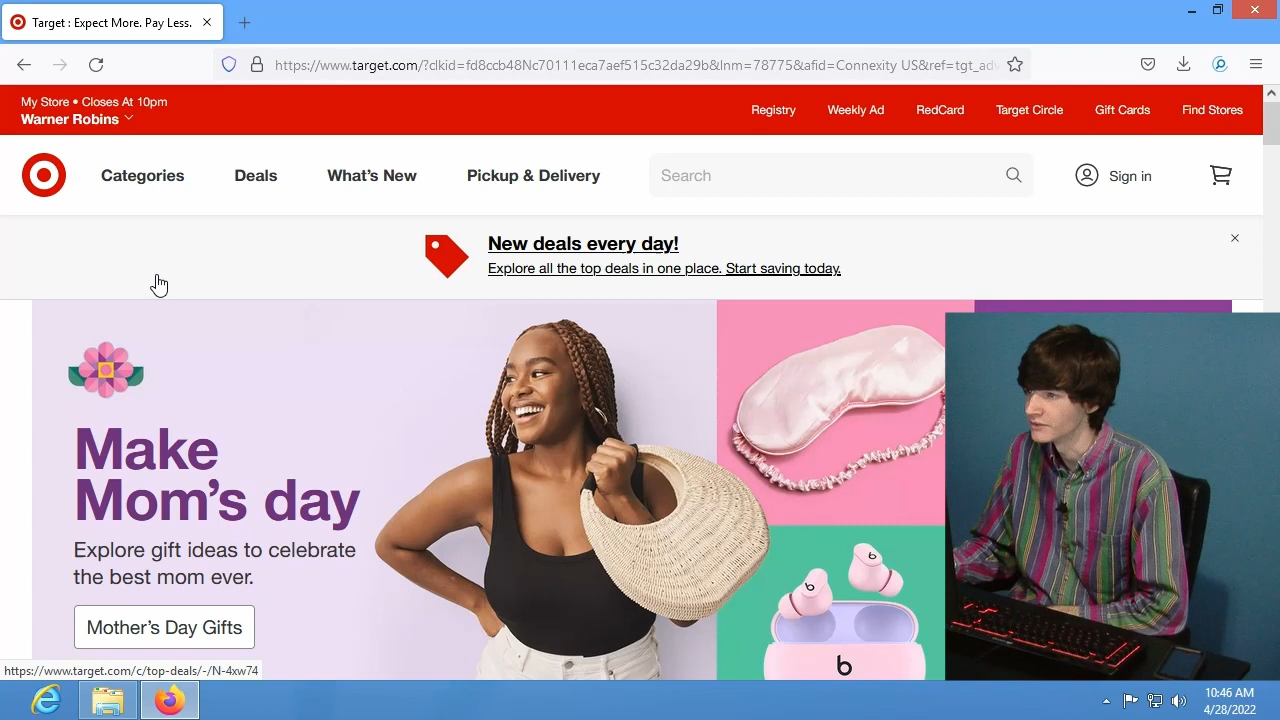 Target : Expect More. Pay Less.
https://www.target.com/?clkid=fd8ccb48Nc70111eca7aef515c32da29b&lnm=78775&afid=Connexity US&ref=tgt_adv
My Store • Closes At 10pm
Warner Robins
Registry
Weekly Ad
RedCard
Target Circle
Gift Cards
Find Stores
Categories
Deals
What's New
Pickup & Delivery
Search
Sign in
New deals every day!
Explore all the top deals in one place. Start saving today.
Make
Mom's day
Explore gift ideas to celebrate
the best mom ever.
Mother's Day Gifts
https://www.target.com/c/top-deals/-/N-4xw74
10:46 AM
4/28/2022